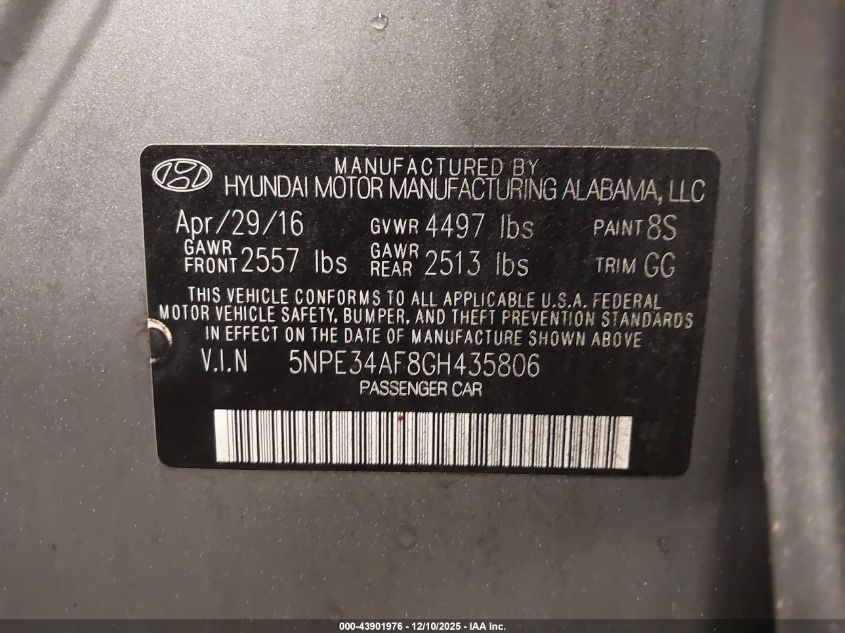 MANUFACTURED BY
HYUNDAI MOTOR MANUFACTURING ALABAMA, LLC
Apr/29/16 GVWR 4497 lbs PAINT 8S
GAWR FRONT 2557 lbs GAWR REAR 2513 lbs TRIM GG
THIS VEHICLE CONFORMS TO ALL APPLICABLE U.S.A. FEDERAL
MOTOR VEHICLE SAFETY, BUMPER, AND THEFT PREVENTION STANDARDS
IN EFFECT ON THE DATE OF MANUFACTURE SHOWN ABOVE.
V.I.N 5NPE34AF8GH435806
PASSENGER CAR
000-43901976 - 12/10/2025 - IAA Inc.